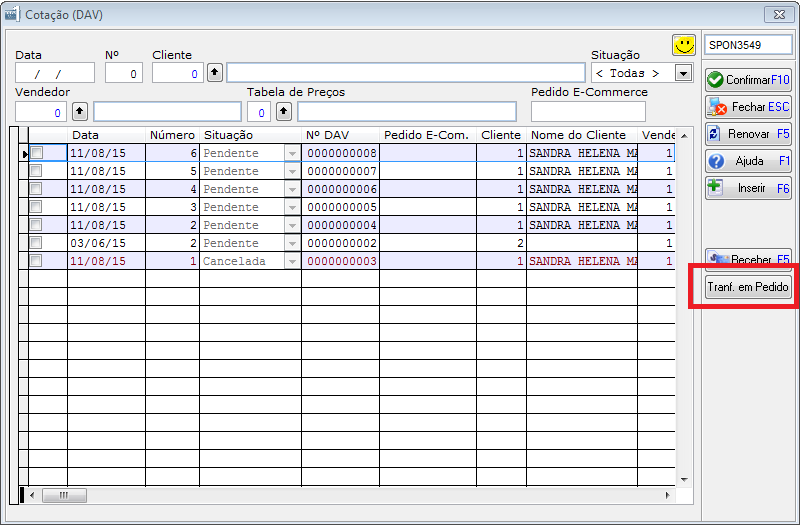 Cotação (DAV)
Data Nº Cliente Situação
/ / 0 0 < Todas >
Vendedor Tabela de Preços Pedido E-Commerce
0 0
SPON3549
Confirmar F10
Fechar ESC
Renovar F5
Ajuda F1
Inserir F6
Receber F5
Tranf. em Pedido
Data Número Situação Nº DAV Pedido E-Com. Cliente Nome do Cliente Vende
11/08/15 6 Pendente 0000000008 1 SANDRA HELENA MA 1
11/08/15 5 Pendente 0000000007 1 SANDRA HELENA MA 1
11/08/15 4 Pendente 0000000006 1 SANDRA HELENA MA 1
11/08/15 3 Pendente 0000000005 1 SANDRA HELENA MA 1
11/08/15 2 Pendente 0000000004 1 SANDRA HELENA MA 1
03/06/15 2 Pendente 0000000002 2 1
11/08/15 1 Cancelada 0000000003 1 SANDRA HELENA MA 1